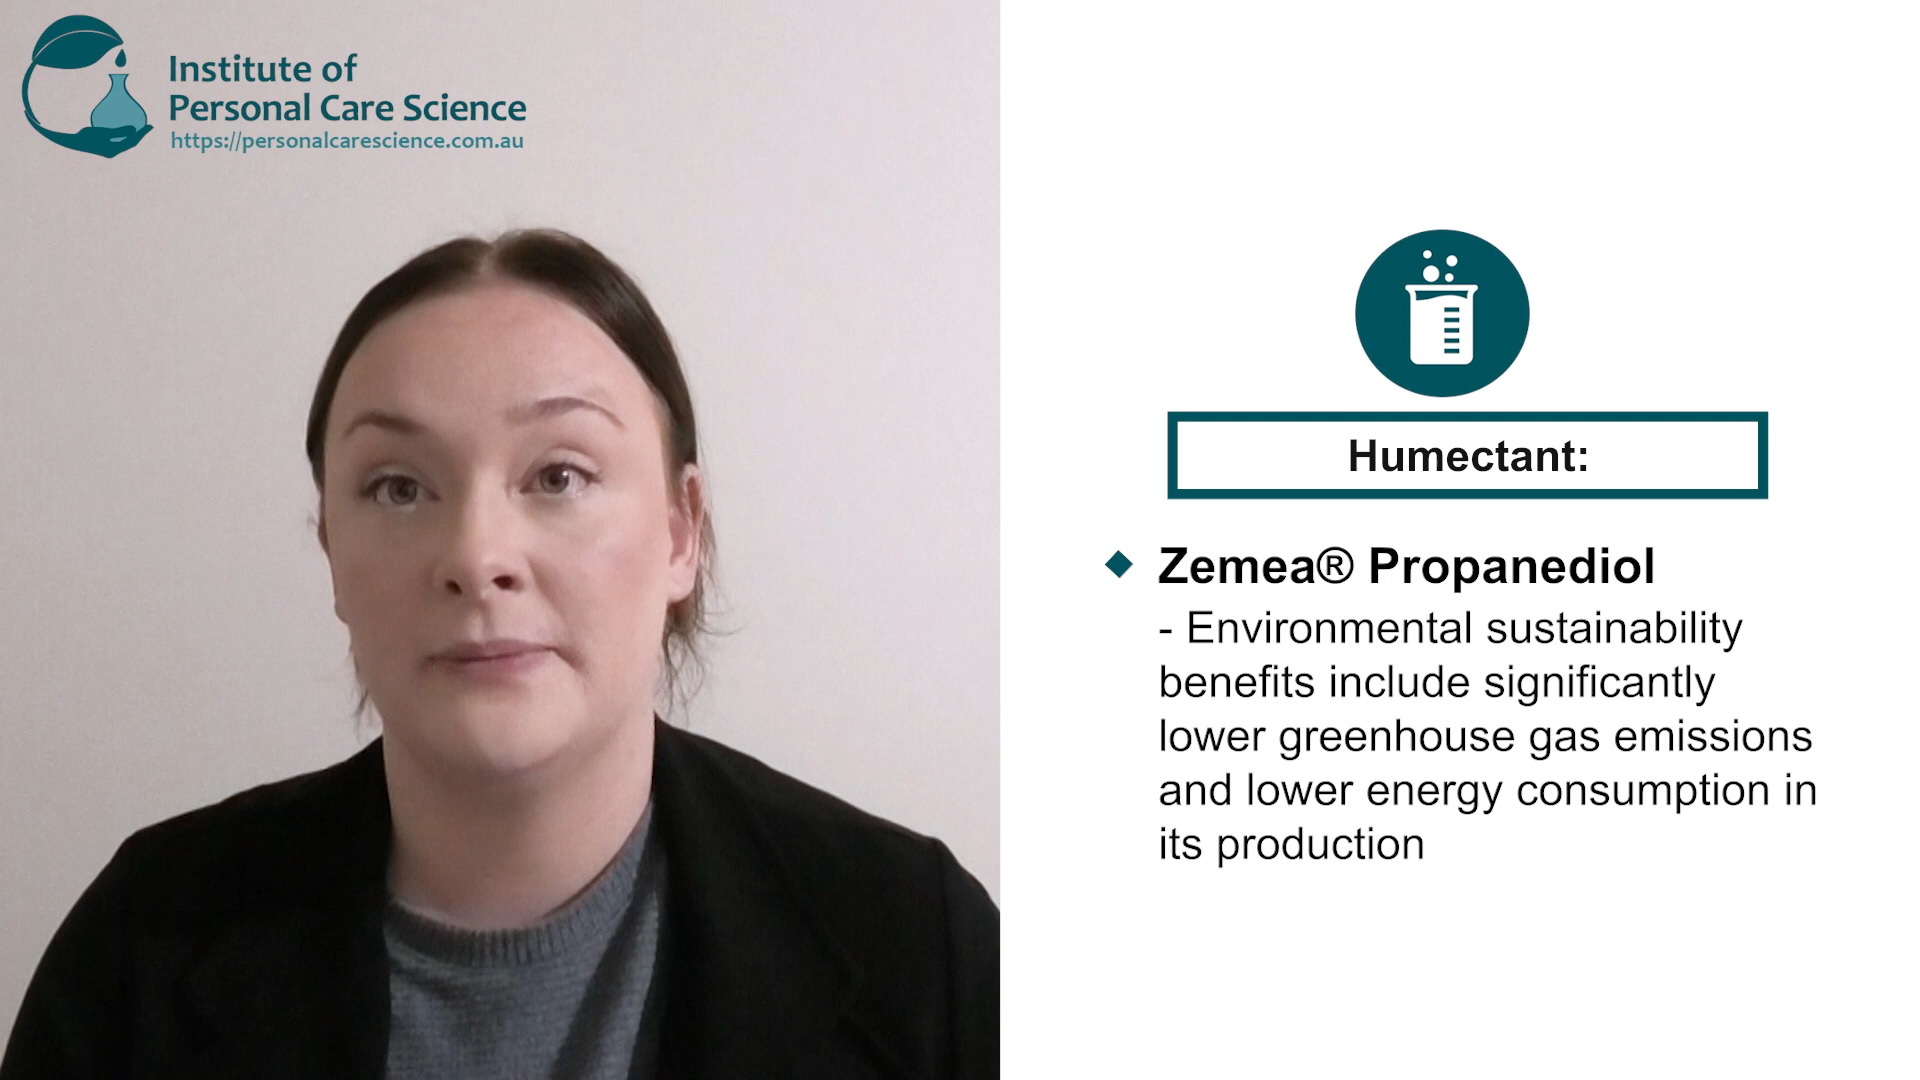 Institute of
Personal Care Science
https://personalcarescience.com.au
Humectant:
Zemea® Propanediol
- Environmental sustainability
benefits include significantly
lower greenhouse gas emissions
and lower energy consumption in
its production